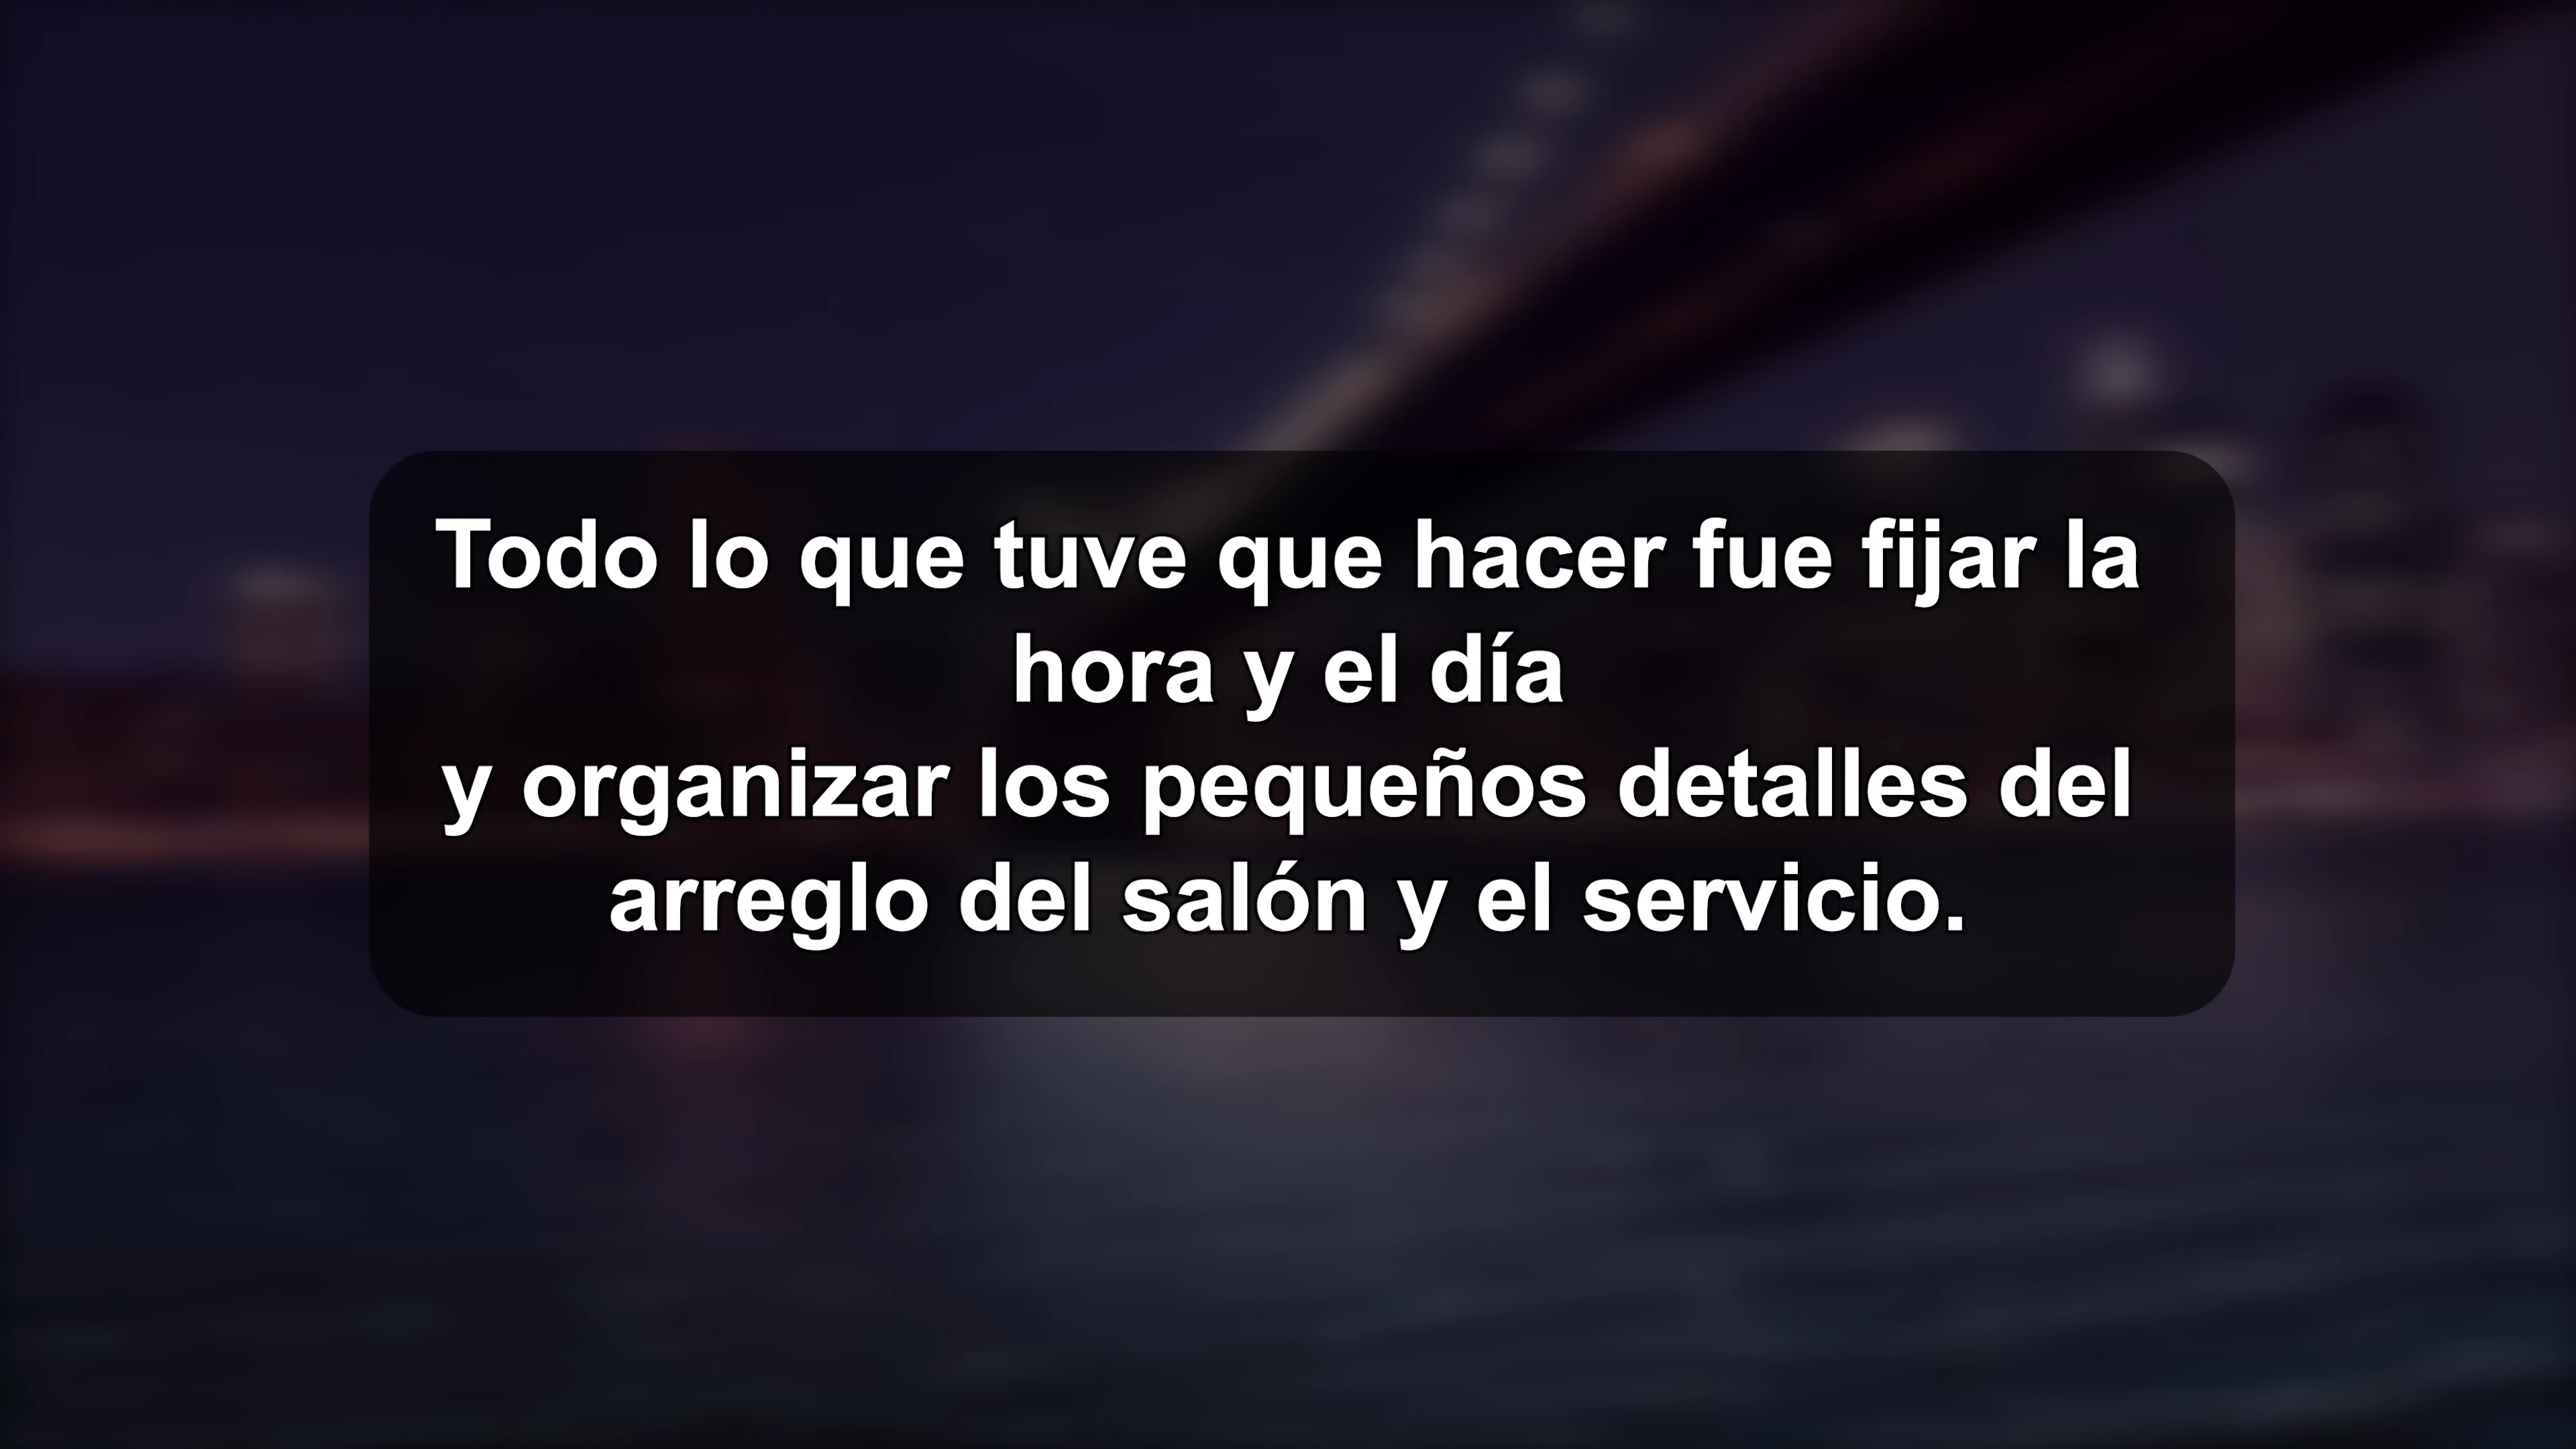 Todo lo que tuve que hacer fue fijar la
hora y el día
y organizar los pequeños detalles del
arreglo del salón y el servicio.